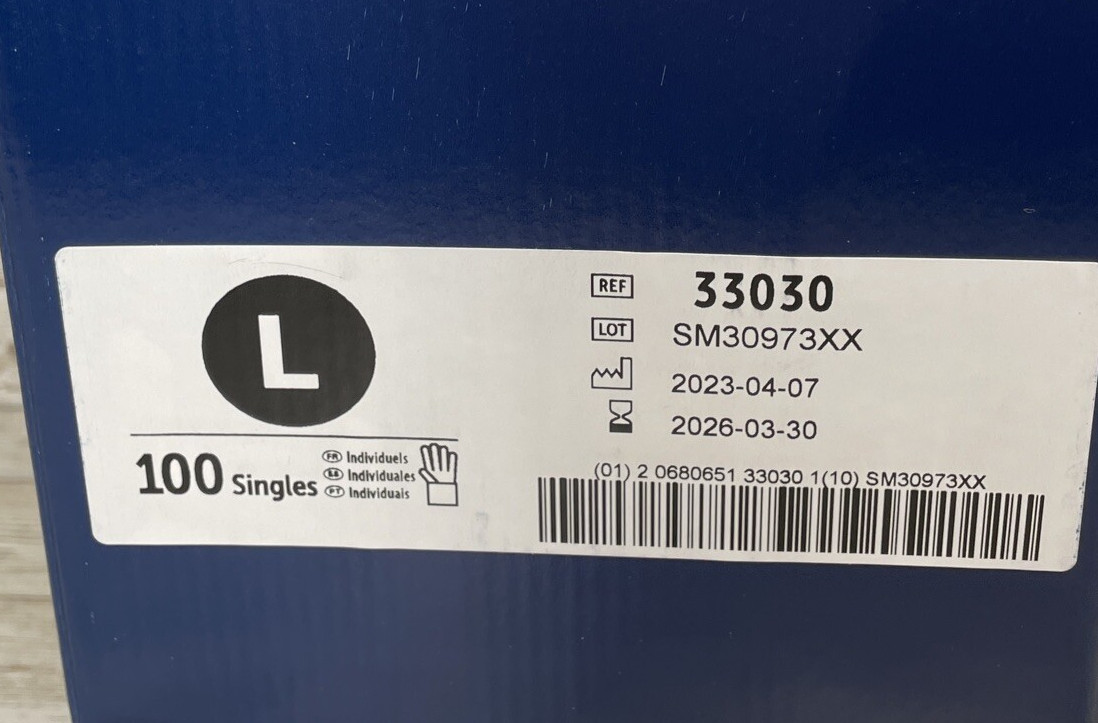 L
100 Singles
FR Individuels
ES Individuales
PT Individuais
REF 33030
LOT SM30973XX
2023-04-07
2026-03-30
(01) 2 0680651 33030 1(10) SM30973XX